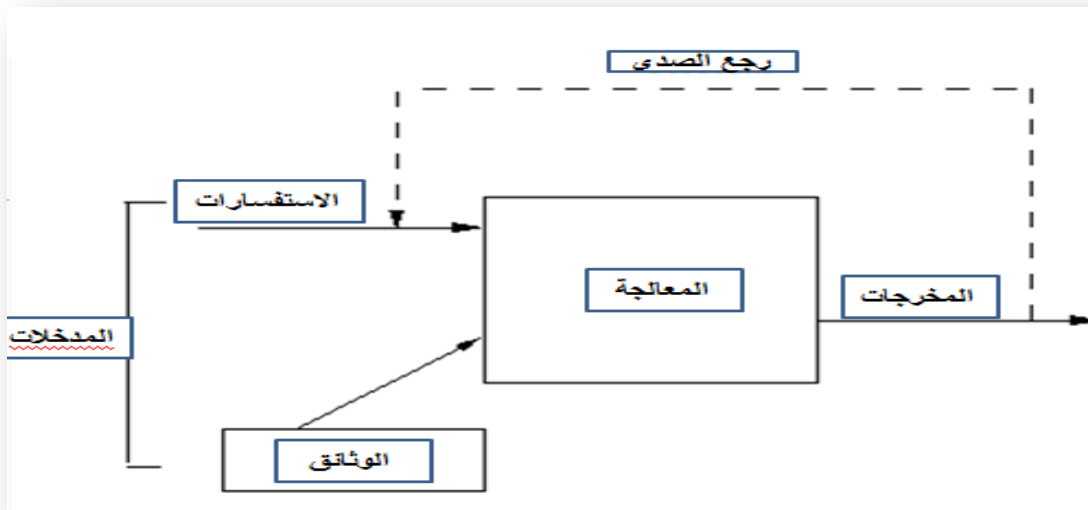 رجع الصدى
الاستفسارات
المعالجة
المخرجات
المدخلات
الوثائق